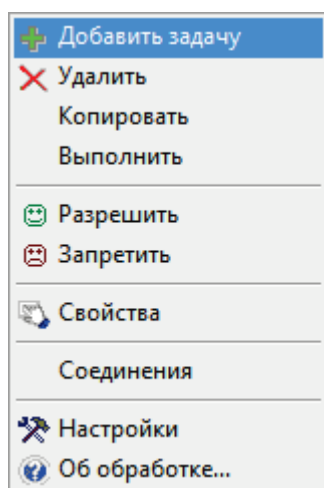 Добавить задачу
Удалить
Копировать
Выполнить
Разрешить
Запретить
Свойства
Соединения
Настройки
Об обработке...